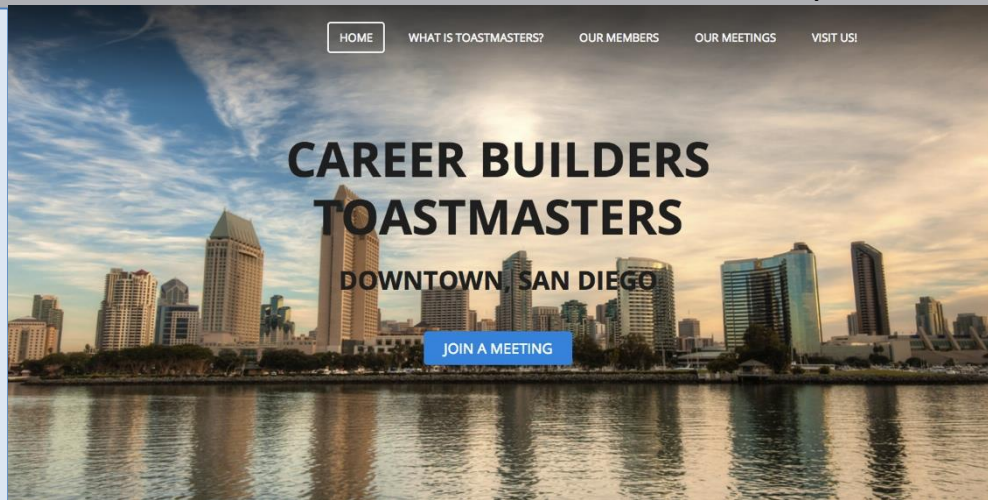 HOME WHAT IS TOASTMASTERS? OUR MEMBERS OUR MEETINGS VISIT US!
CAREER BUILDERS
TOASTMASTERS
DOWNTOWN, SAN DIEGO
JOIN A MEETING